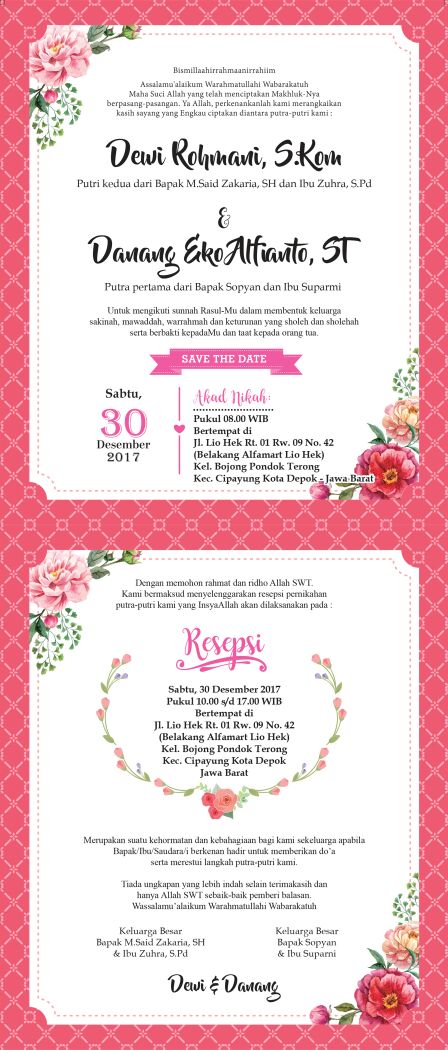 Bismillaahirrahmaanirrahiim
Assalamu'alaikum Warahmatullahi Wabarakatuh
Maha Suci Allah yang telah menciptakan Makhluk-Nya
berpasang-pasangan. Ya Allah, perkenankanlah kami merangkaikan
kasih sayang yang Engkau ciptakan diantara putra-putri kami :
Dewi Rohmani, S.Kom
Putri kedua dari Bapak M.Said Zakaria, SH dan Ibu Zuhra, S.Pd
&
Danang Eko Alfianto, ST
Putra pertama dari Bapak Sopyan dan Ibu Suparmi
Untuk mengikuti sunnah Rasul-Mu dalam membentuk keluarga
sakinah, mawaddah, warrahmah dan keturunan yang sholeh dan sholehah
serta berbakti kepadaMu dan taat kepada orang tua.
SAVE THE DATE
Sabtu,
30
Desember
2017
Akad Nikah:
Pukul 08.00 WIB
Bertempat di
Jl. Lio Hek Rt. 01 Rw. 09 No. 42
(Belakang Alfamart Lio Hek)
Kel. Bojong Pondok Terong
Kec. Cipayung Kota Depok - Jawa Barat
Dengan memohon rahmat dan ridho Allah SWT.
Kami bermaksud menyelenggarakan resepsi pernikahan
putra-putri kami yang InsyaAllah akan dilaksanakan pada :
Resepsi
Sabtu, 30 Desember 2017
Pukul 10.00 s/d 17.00 WIB
Bertempat di
Jl. Lio Hek Rt. 01 Rw. 09 No. 42
(Belakang Alfamart Lio Hek)
Kel. Bojong Pondok Terong
Kec. Cipayung Kota Depok
Jawa Barat
Merupakan suatu kehormatan dan kebahagiaan bagi kami sekeluarga apabila
Bapak/Ibu/Saudara/i berkenan hadir untuk memberikan do'a
serta merestui langkah putra-putri kami.
Tiada ungkapan yang lebih indah selain terimakasih dan
hanya Allah SWT sebaik-baik pemberi balasan.
Wassalamu'alaikum Warahmatullahi Wabarakatuh
Keluarga Besar
Bapak M.Said Zakaria, SH
& Ibu Zuhra, S.Pd
Keluarga Besar
Bapak Sopyan
& Ibu Suparni
Dewi & Danang